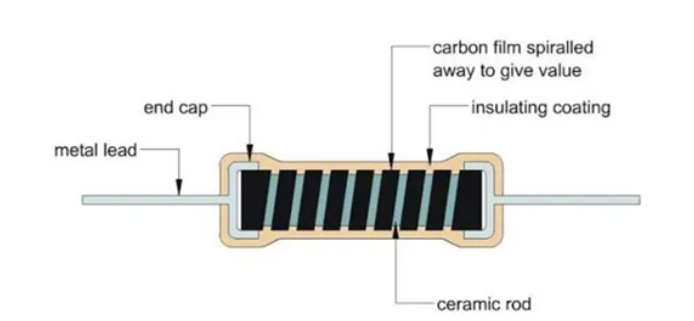 carbon film spiralled
away to give value
end cap
insulating coating
metal lead
ceramic rod